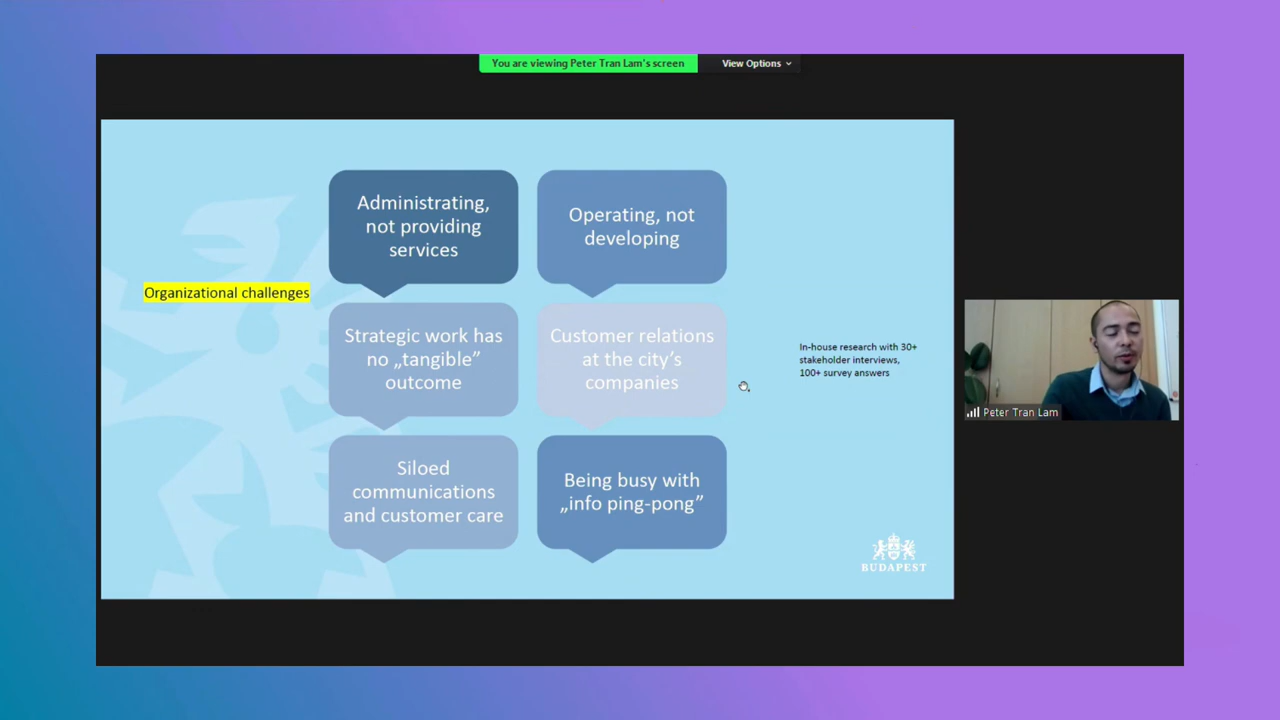 You are viewing Peter Tran Lam's screen
View Options
Administrating,
not providing
services
Operating, not
developing
Organizational challenges
Strategic work has
no „tangible”
outcome
Customer relations
at the city’s
companies
In-house research with 30+
stakeholder interviews,
100+ survey answers
Peter Tran Lam
Siloed
communications
and customer care
Being busy with
„info ping-pong”
BUDAPEST